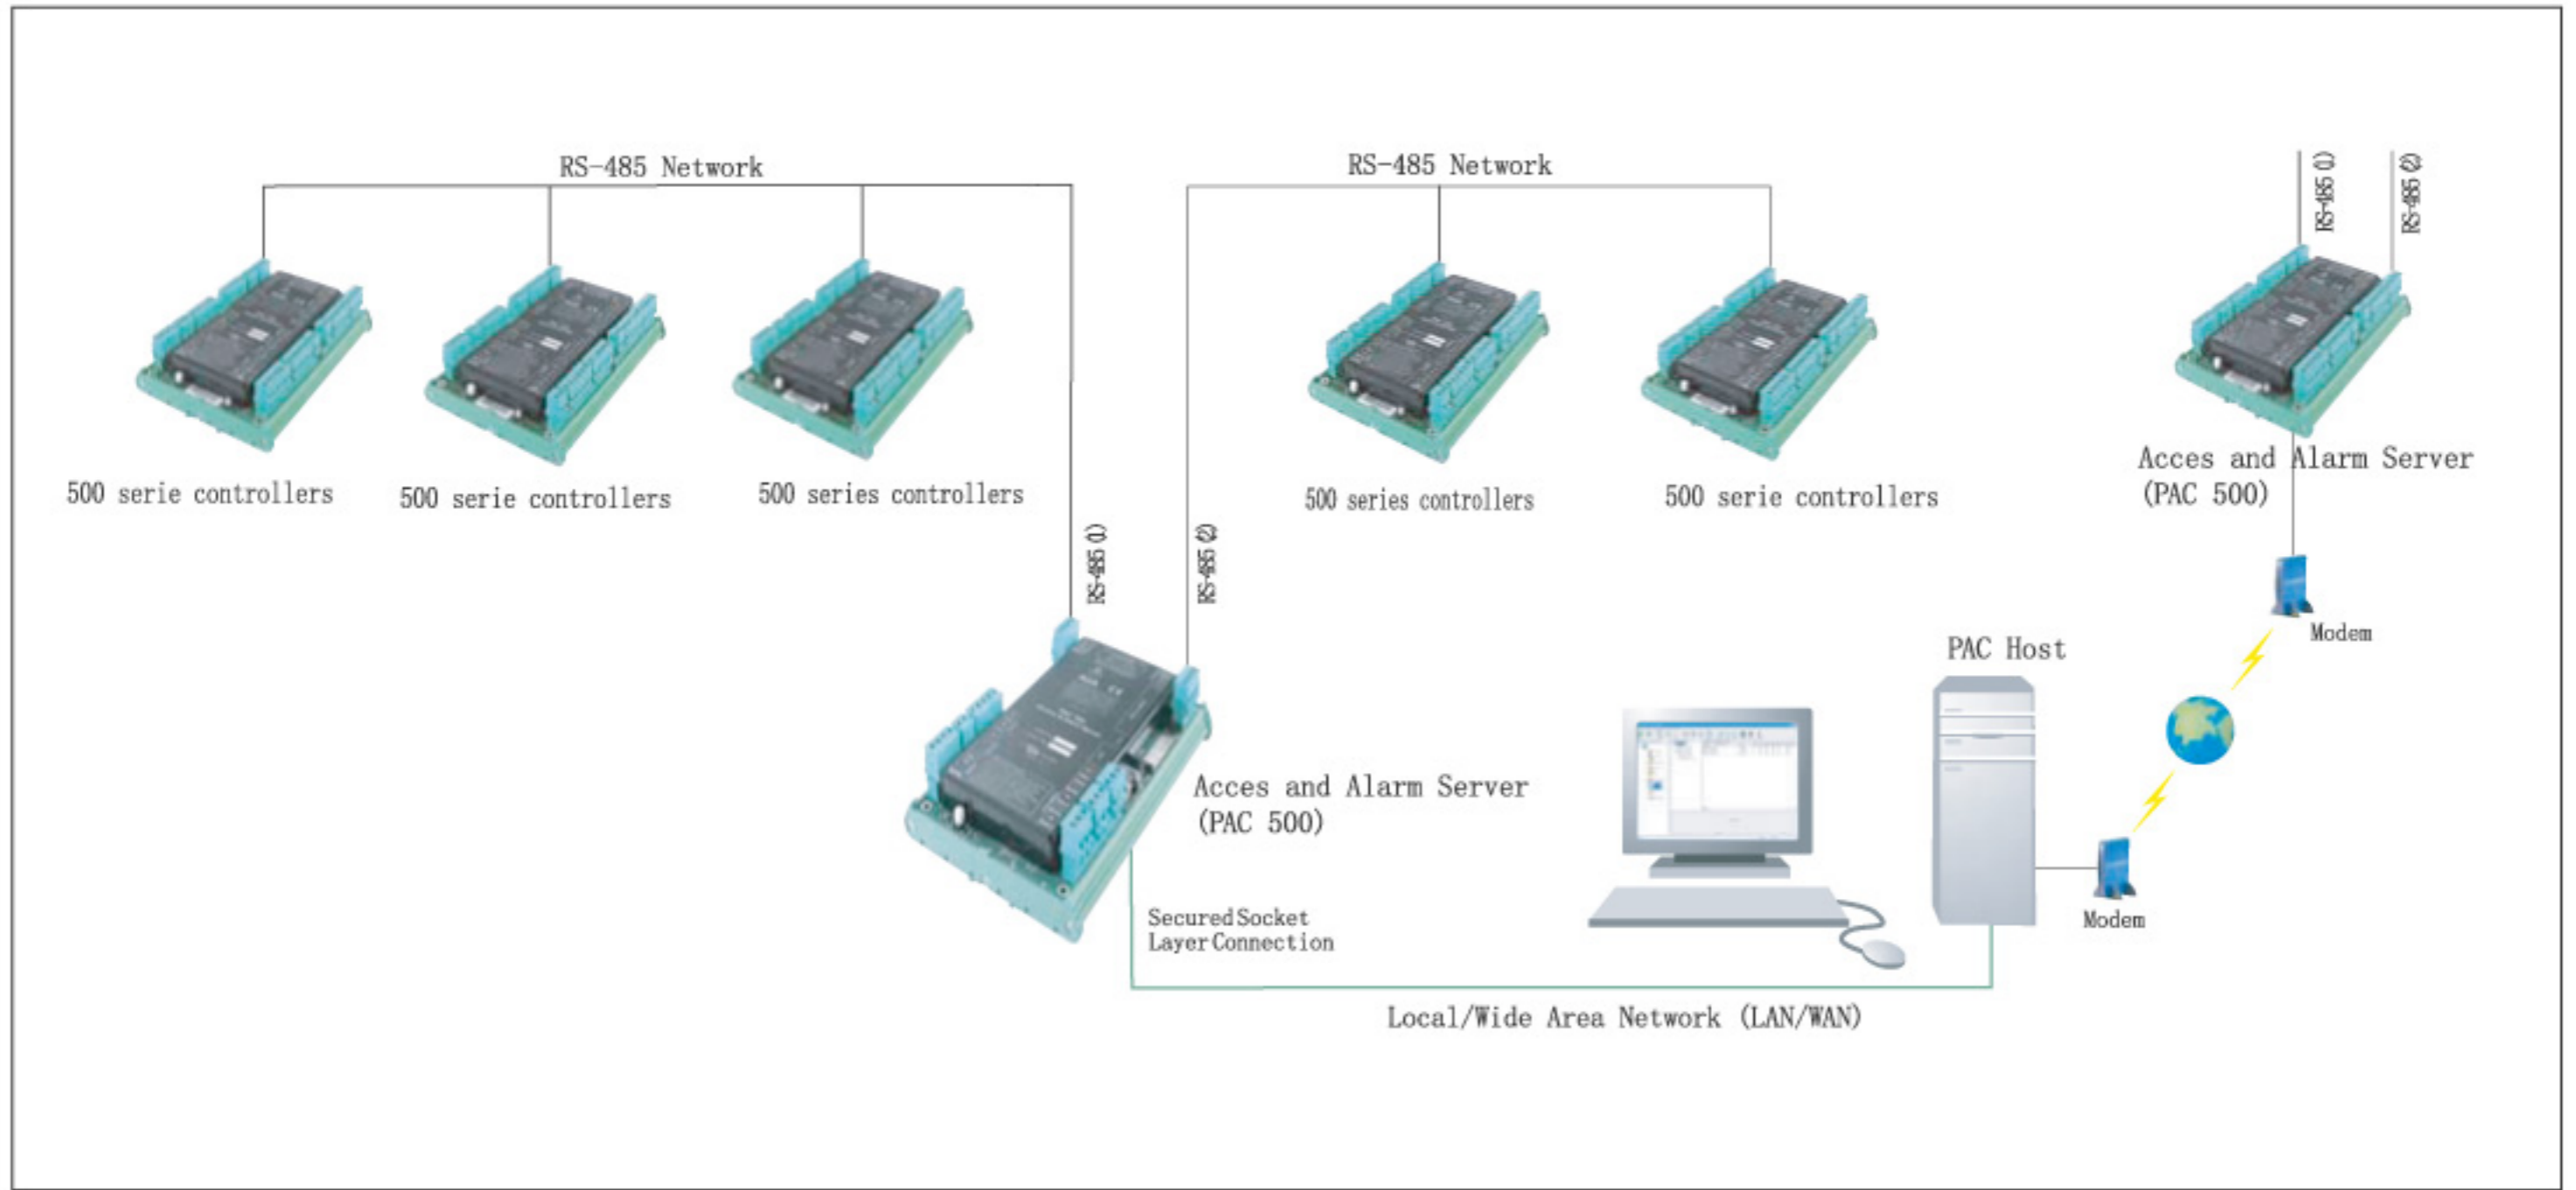 RS-485 Network
RS-485 Network
RS-485 (1)
RS-485 (2)
500 serie controllers
500 serie controllers
500 series controllers
500 series controllers
500 serie controllers
Acces and Alarm Server
(PAC 500)
RS-485 (1)
RS-485 (2)
Modem
PAC Host
Acces and Alarm Server
(PAC 500)
Secured Socket
Layer Connection
Modem
Local/Wide Area Network (LAN/WAN)